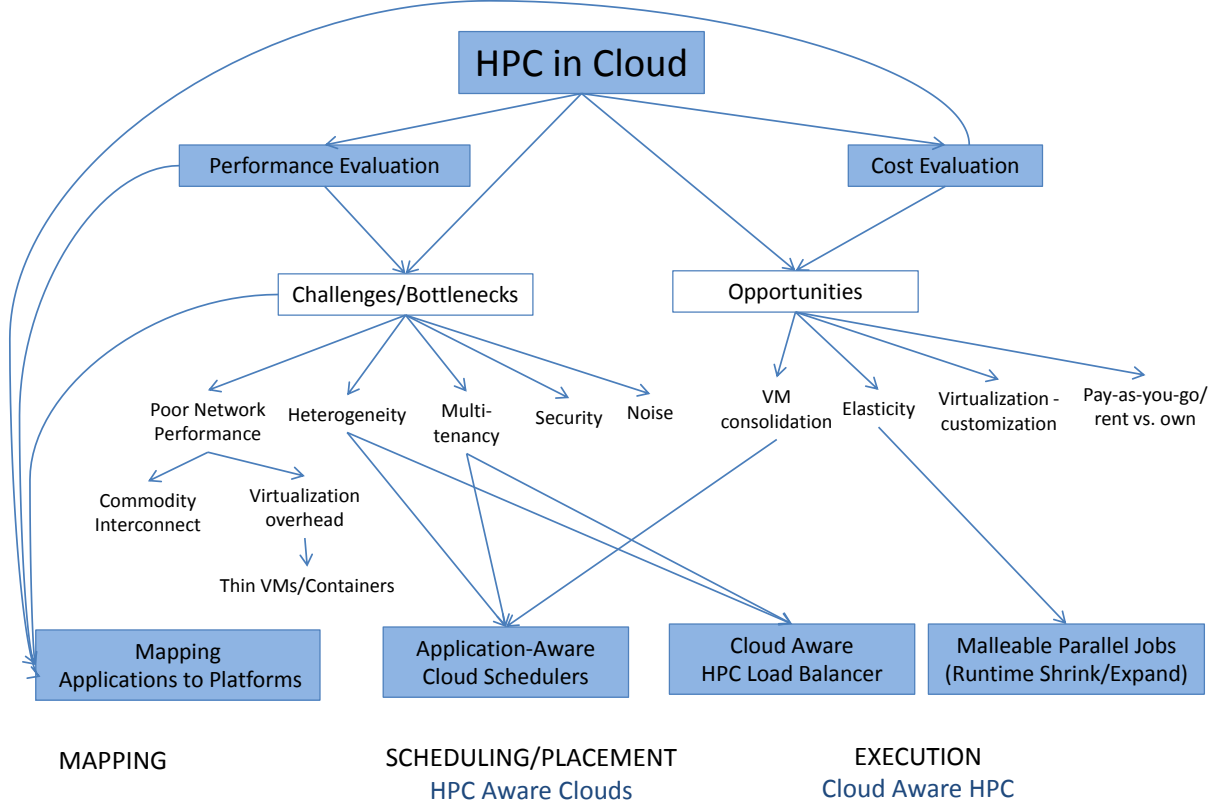 HPC in Cloud
Performance Evaluation
Cost Evaluation
Challenges/Bottlenecks
Opportunities
Poor Network
Performance
Heterogeneity
Multi-
tenancy
Security
Noise
VM
consolidation
Elasticity
Virtualization -
customization
Pay-as-you-go/
rent vs. own
Commodity
Interconnect
Virtualization
overhead
Thin VMs/Containers
Mapping
Applications to Platforms
Application-Aware
Cloud Schedulers
Cloud Aware
HPC Load Balancer
Malleable Parallel Jobs
(Runtime Shrink/Expand)
MAPPING
SCHEDULING/PLACEMENT
HPC Aware Clouds
EXECUTION
Cloud Aware HPC